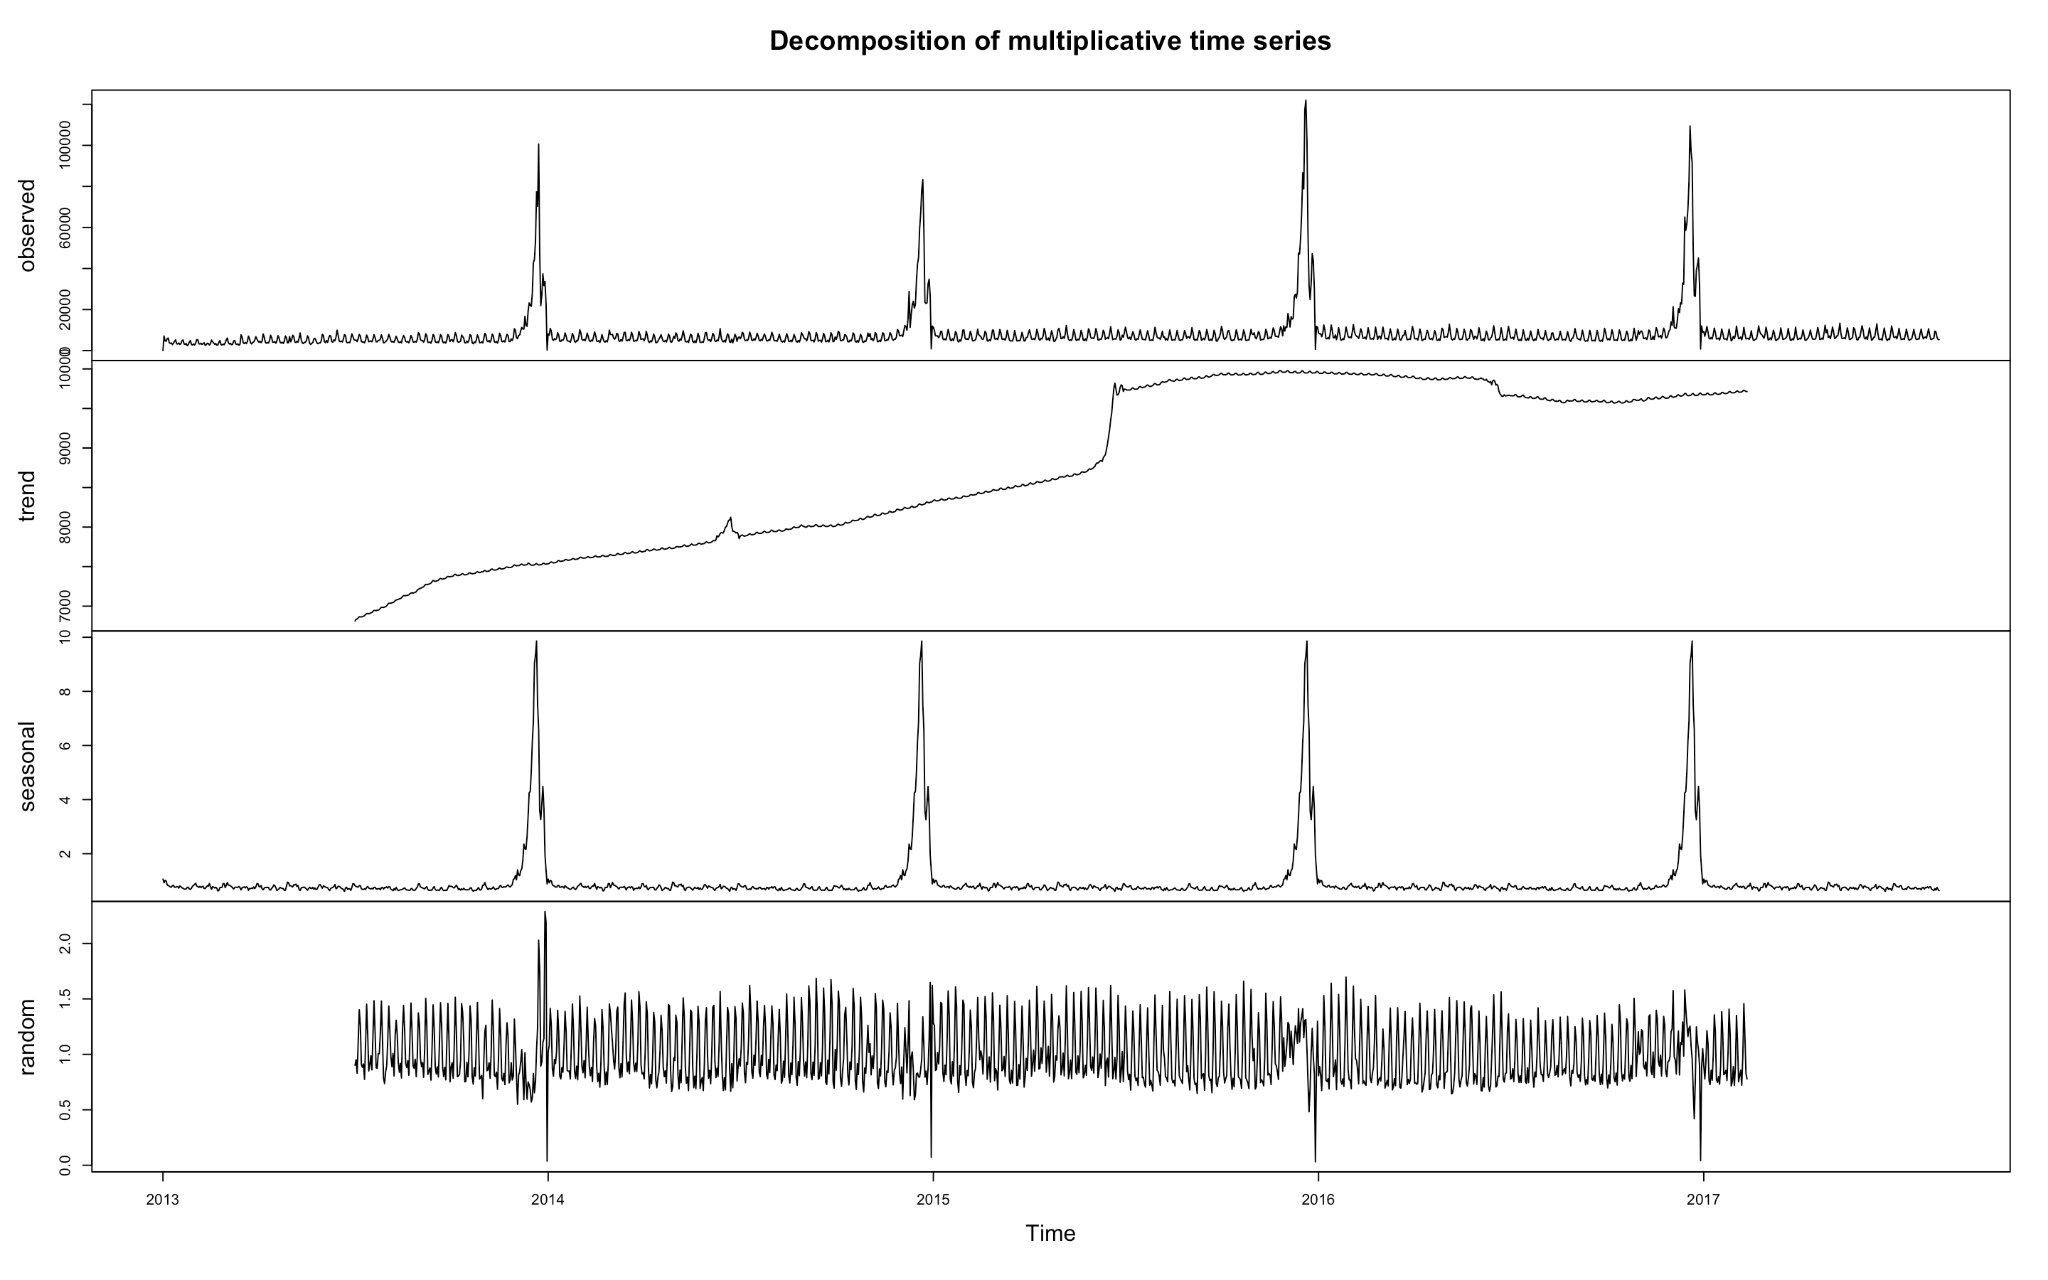 Decomposition of multiplicative time series
observed
0 20000 60000 100000
trend
7000 8000 9000 10000
seasonal
2 4 6 8 10
random
0.0 0.5 1.0 1.5 2.0
2013 2014 2015 2016 2017
Time